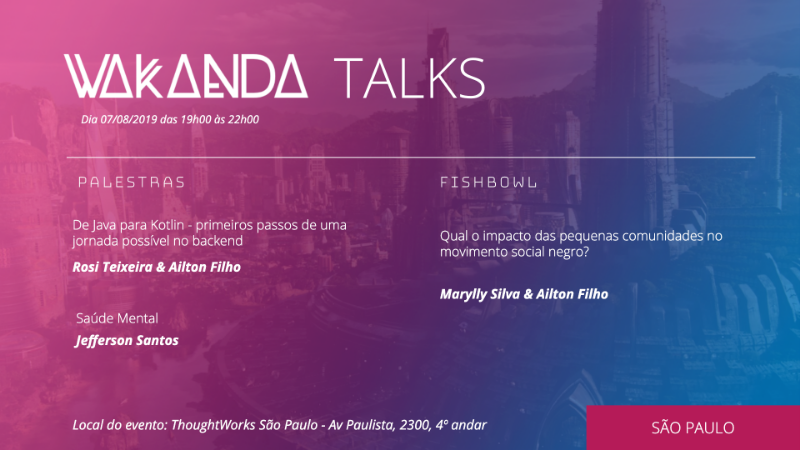 WAKANDA TALKS
Dia 07/08/2019 das 19h00 às 22h00
PALESTRAS
De Java para Kotlin - primeiros passos de uma
jornada possível no backend
Rosi Teixeira & Ailton Filho
Saúde Mental
Jefferson Santos
FISHBOWL
Qual o impacto das pequenas comunidades no
movimento social negro?
Marylly Silva & Ailton Filho
Local do evento: ThoughtWorks São Paulo - Av Paulista, 2300, 4º andar
SÃO PAULO